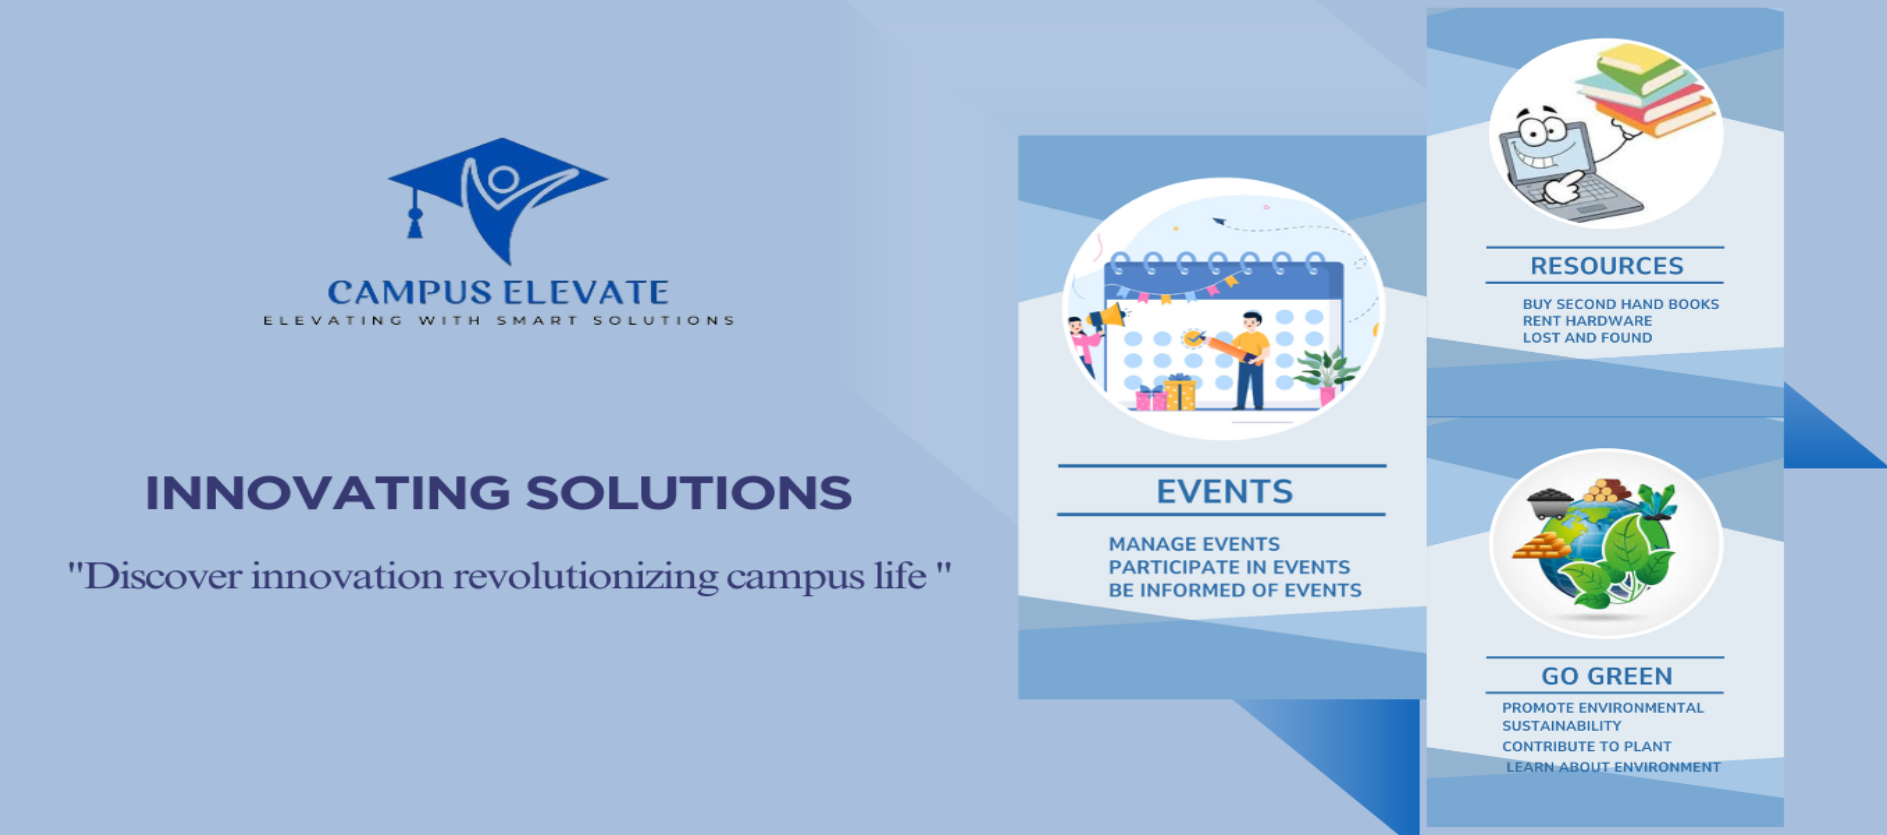 CAMPUS ELEVATE
ELEVATING WITH SMART SOLUTIONS
INNOVATING SOLUTIONS
"Discover innovation revolutionizing campus life "
EVENTS
MANAGE EVENTS
PARTICIPATE IN EVENTS
BE INFORMED OF EVENTS
RESOURCES
BUY SECOND HAND BOOKS
RENT HARDWARE
LOST AND FOUND
GO GREEN
PROMOTE ENVIRONMENTAL
SUSTAINABILITY
CONTRIBUTE TO PLANT
LEARN ABOUT ENVIRONMENT